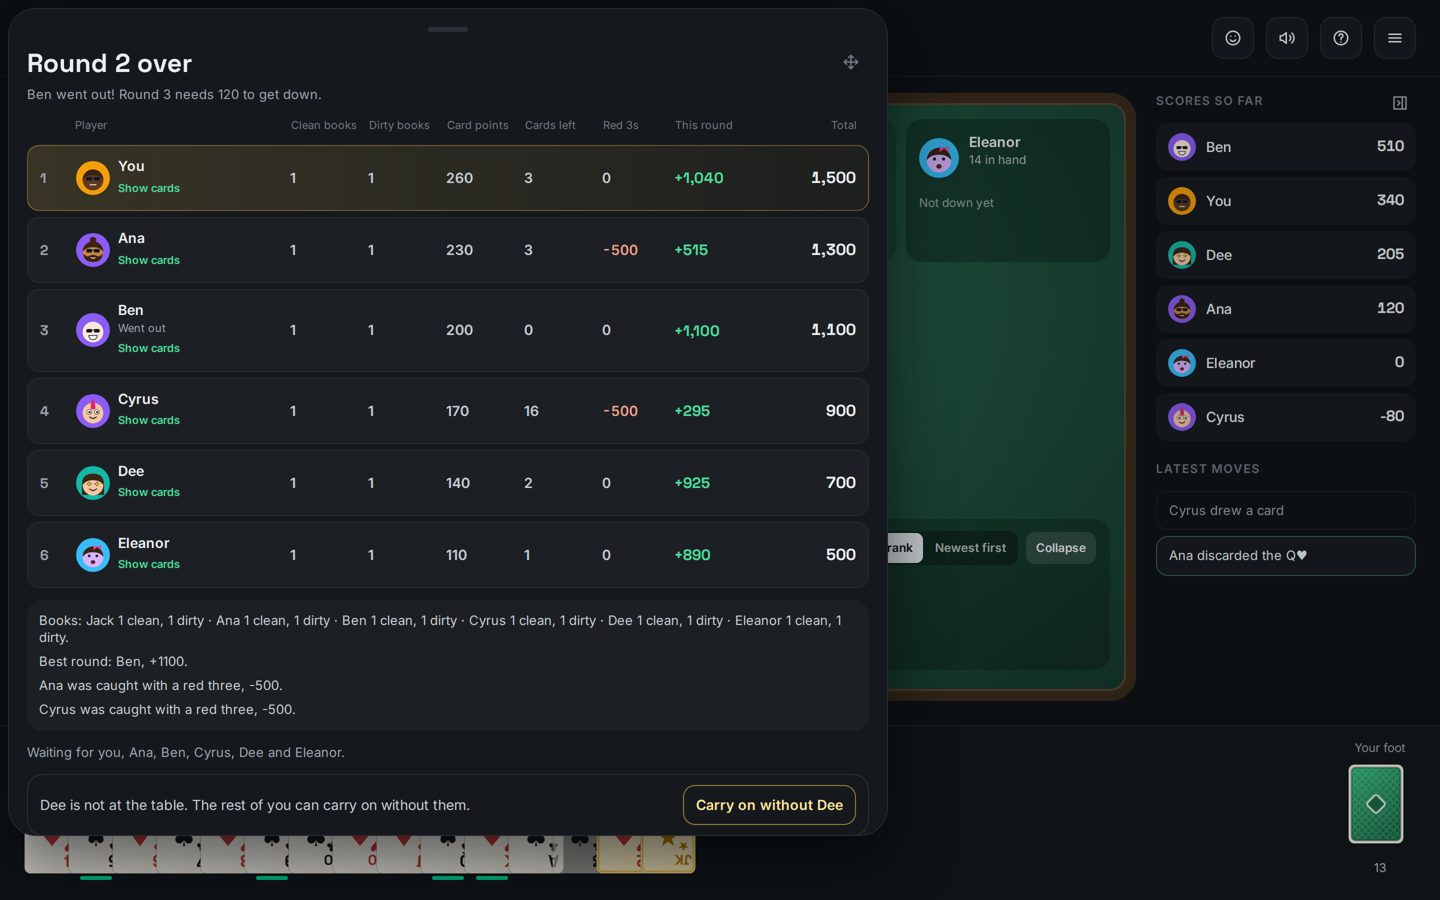 Round 2 over
Ben went out! Round 3 needs 120 to get down.
Player Clean books Dirty books Card points Cards left Red 3s This round Total
1 You Show cards 1 1 260 3 0 +1,040 1,500
2 Ana Show cards 1 1 230 3 -500 +515 1,300
3 Ben Went out Show cards 1 1 200 0 0 +1,100 1,100
4 Cyrus Show cards 1 1 170 16 -500 +295 900
5 Dee Show cards 1 1 140 2 0 +925 700
6 Eleanor Show cards 1 1 110 1 0 +890 500
Books: Jack 1 clean, 1 dirty · Ana 1 clean, 1 dirty · Ben 1 clean, 1 dirty · Cyrus 1 clean, 1 dirty · Dee 1 clean, 1 dirty · Eleanor 1 clean, 1
dirty.
Best round: Ben, +1100.
Ana was caught with a red three, -500.
Cyrus was caught with a red three, -500.
Waiting for you, Ana, Ben, Cyrus, Dee and Eleanor.
Dee is not at the table. The rest of you can carry on without them.
Carry on without Dee
Eleanor
14 in hand
Not down yet
rank Newest first Collapse
SCORES SO FAR
Ben 510
You 340
Dee 205
Ana 120
Eleanor 0
Cyrus -80
LATEST MOVES
Cyrus drew a card
Ana discarded the Q♥
Your foot
13